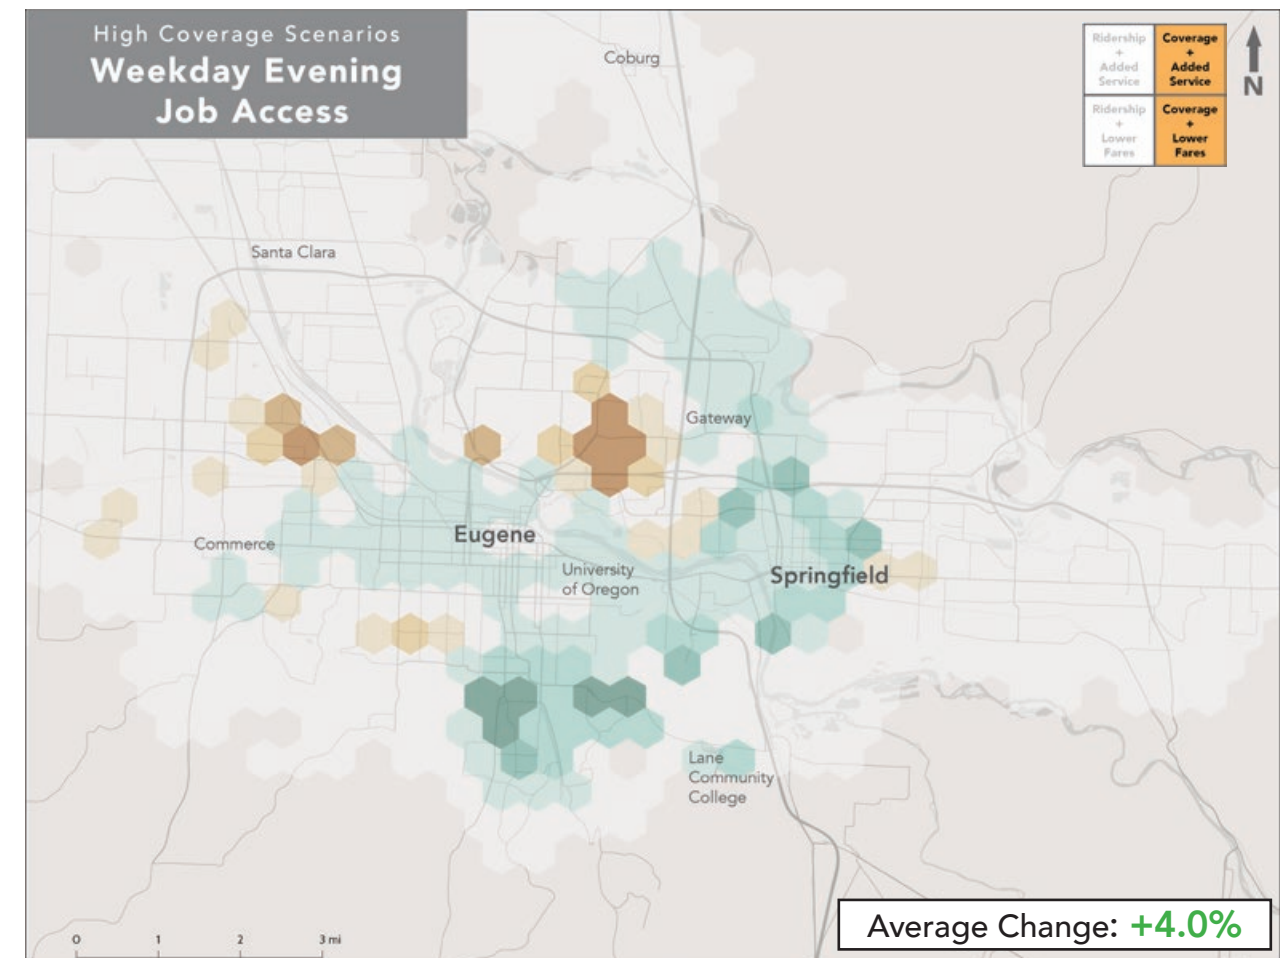 High Coverage Scenarios
Weekday Evening
Job Access
Ridership
+
Added
Service
Coverage
+
Added
Service
Ridership
+
Lower
Fares
Coverage
+
Lower
Fares
N
Coburg
Santa Clara
Gateway
Eugene
Commerce
University
of Oregon
Springfield
Lane
Community
College
0 1 2 3 mi
Average Change: +4.0%